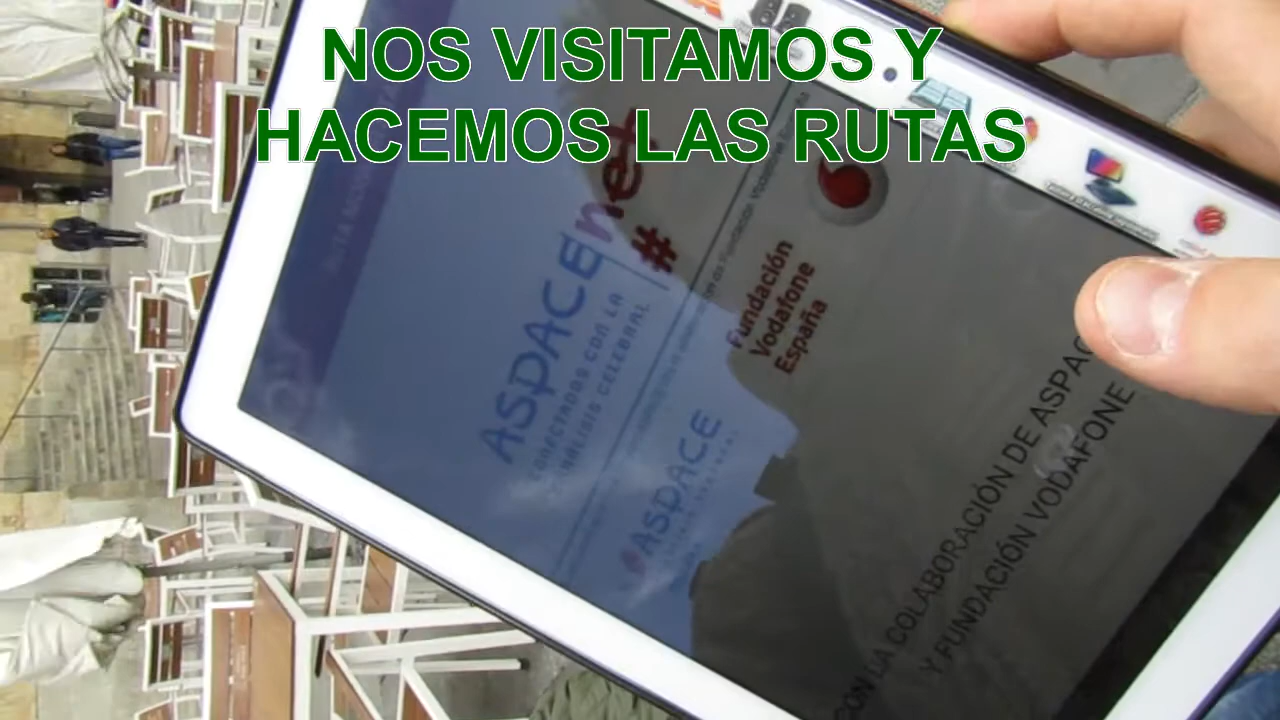 NOS VISITAMOS Y
HACEMOS LAS RUTAS
ASPACEnet
#
CONECTADOS CON LA
PARÁLISIS CEREBRAL
Fundación
Vodafone
España
ASPACE
CON LA COLABORACIÓN DE ASPAC
Y FUNDACIÓN VODAFONE